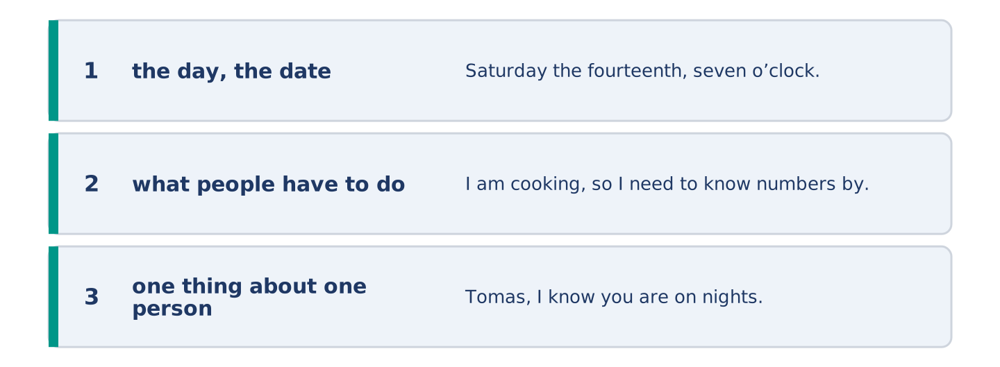 1 the day, the date Saturday the fourteenth, seven o’clock.
2 what people have to do I am cooking, so I need to know numbers by.
3 one thing about one
person Tomas, I know you are on nights.